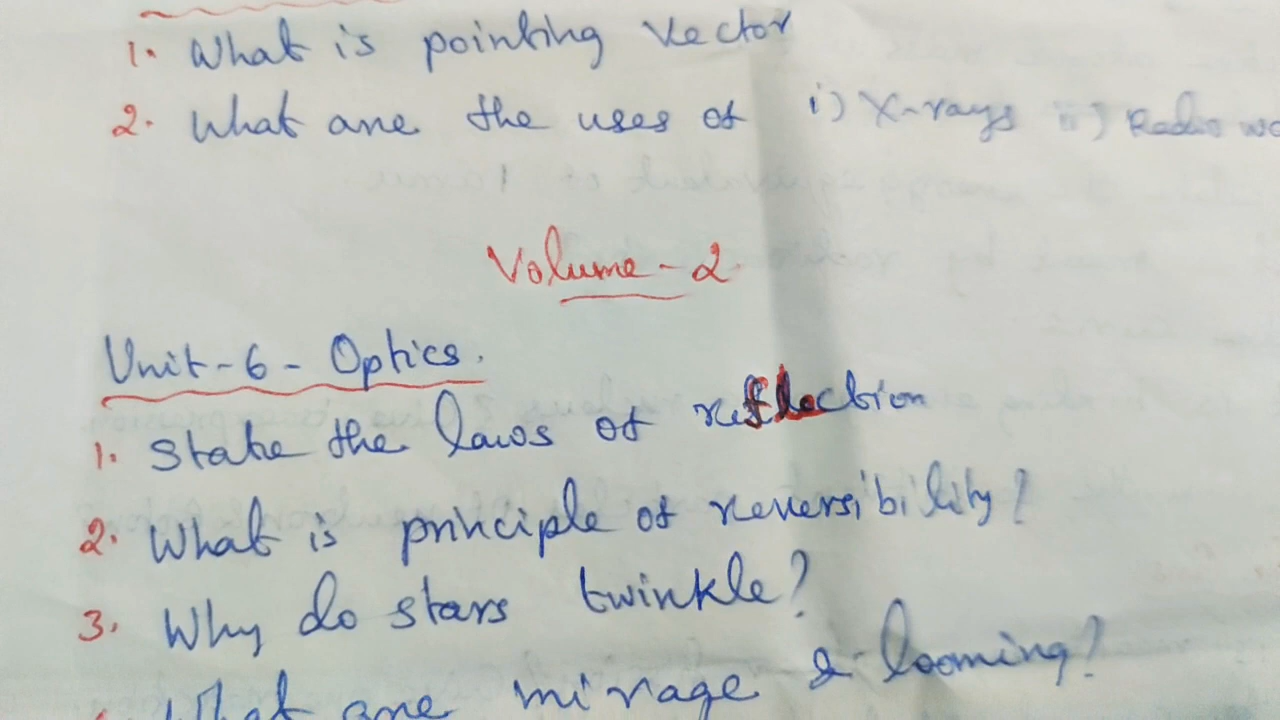 1. What is pointing vector
2. What are the uses of i) X-rays ii) Radio wa
Volume-2
Unit-6- Optics.
1. State the laws of reflection
2. What is principle of reversibility?
3. Why do stars twinkle?
What are mirage & looming?